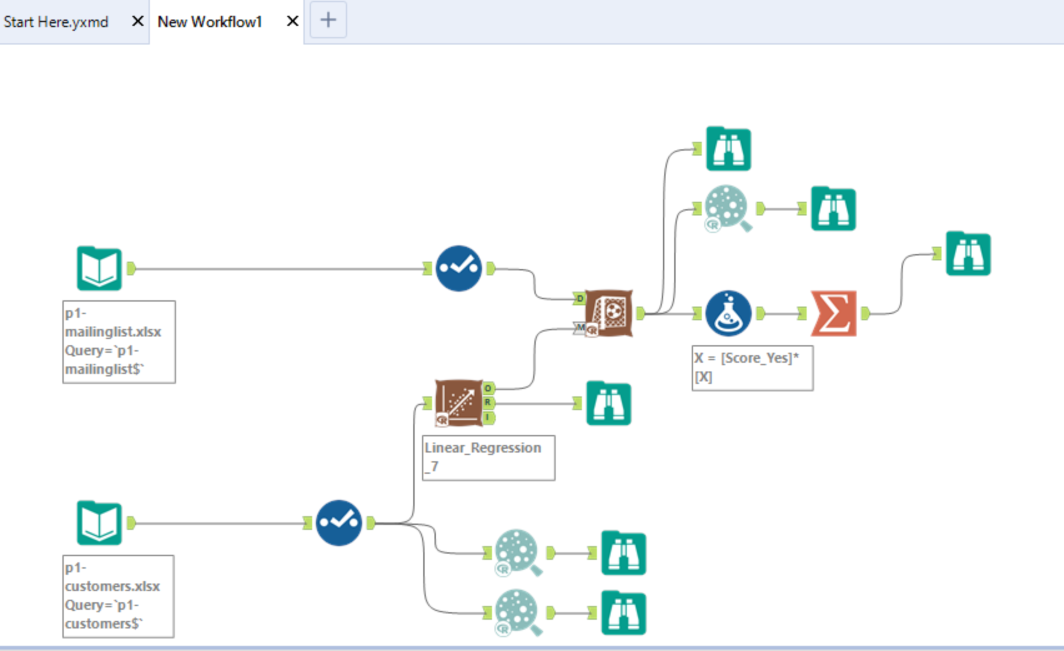 Start Here.yxmd
New Workflow1
p1-
mailinglist.xlsx
Query=`p1-
mailinglist$`
D
M
R
X = [Score_Yes]*
[X]
O
R
I
R
Linear_Regression
_7
p1-
customers.xlsx
Query=`p1-
customers$`
R
R
R